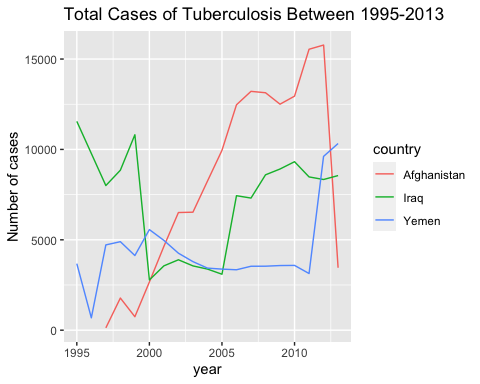 Total Cases of Tuberculosis Between 1995-2013
15000
10000
5000
0
Number of cases
1995
2000
2005
2010
year
country
Afghanistan
Iraq
Yemen